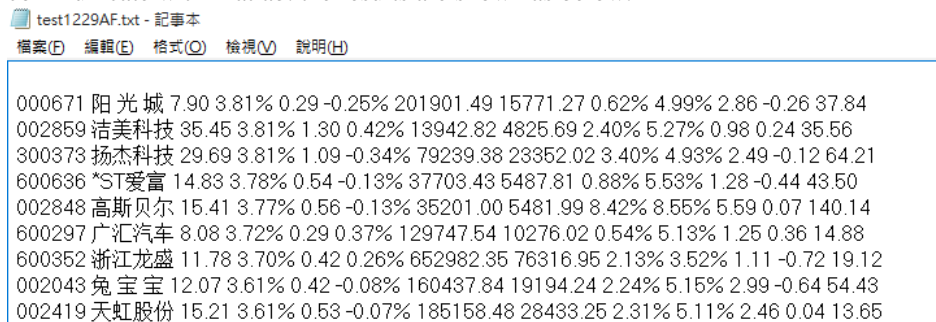 test1229AF.txt - 記事本
檔案(F) 編輯(E) 格式(O) 檢視(V) 說明(H)
000671 阳 光 城 7.90 3.81% 0.29 -0.25% 201901.49 15771.27 0.62% 4.99% 2.86 -0.26 37.84
002859 洁美科技 35.45 3.81% 1.30 0.42% 13942.82 4825.69 2.40% 5.27% 0.98 0.24 35.56
300373 扬杰科技 29.69 3.81% 1.09 -0.34% 79239.38 23352.02 3.40% 4.93% 2.49 -0.12 64.21
600636 *ST爱富 14.83 3.78% 0.54 -0.13% 37703.43 5487.81 0.88% 5.53% 1.28 -0.44 43.50
002848 高斯贝尔 15.41 3.77% 0.56 -0.13% 35201.00 5481.99 8.42% 8.55% 5.59 0.07 140.14
600297 广汇汽车 8.08 3.72% 0.29 0.37% 129747.54 10276.02 0.54% 5.13% 1.25 0.36 14.88
600352 浙江龙盛 11.78 3.70% 0.42 0.26% 652982.35 76316.95 2.13% 3.52% 1.11 -0.72 19.12
002043 兔 宝 宝 12.07 3.61% 0.42 -0.08% 160437.84 19194.24 2.24% 5.15% 2.99 -0.64 54.43
002419 天虹股份 15.21 3.61% 0.53 -0.07% 185158.48 28433.25 2.31% 5.11% 2.46 0.04 13.65